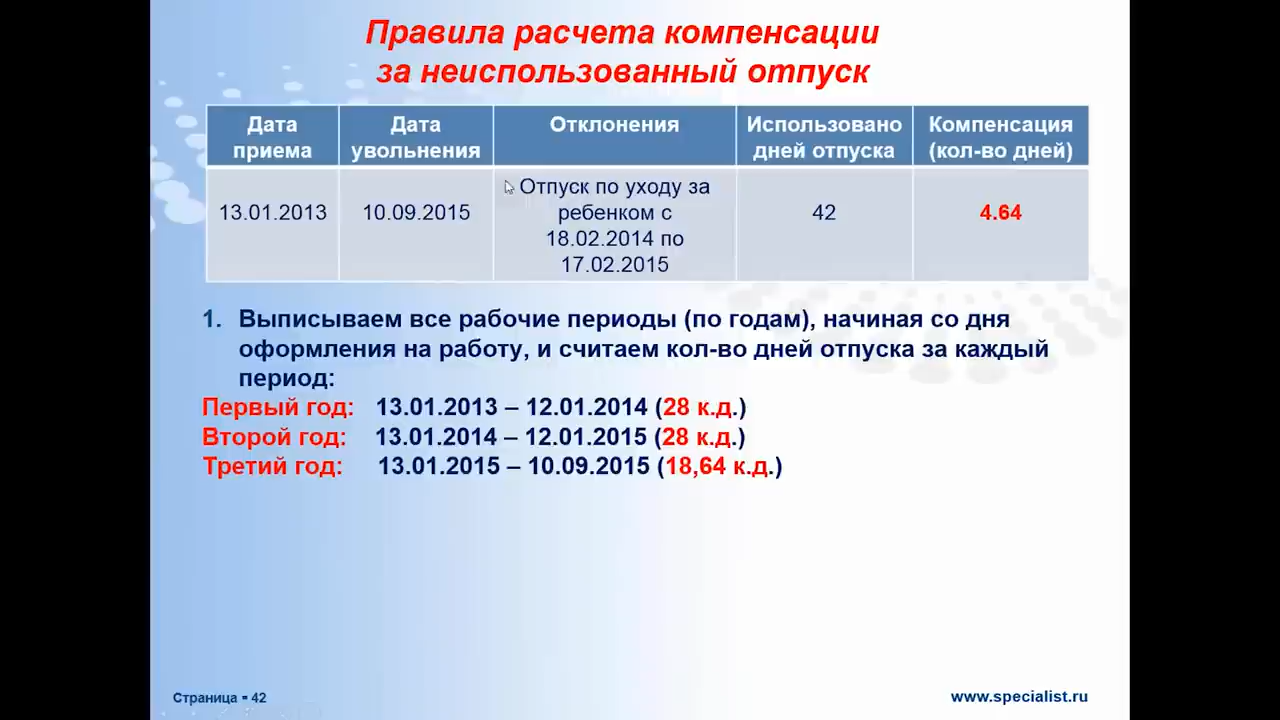 Правила расчета компенсации
за неиспользованный отпуск
Дата приема
Дата увольнения
Отклонения
Использовано дней отпуска
Компенсация (кол-во дней)
13.01.2013
10.09.2015
Отпуск по уходу за
ребенком с
18.02.2014 по
17.02.2015
42
4.64
1. Выписываем все рабочие периоды (по годам), начиная со дня
оформления на работу, и считаем кол-во дней отпуска за каждый
период:
Первый год: 13.01.2013 – 12.01.2014 (28 к.д.)
Второй год: 13.01.2014 – 12.01.2015 (28 к.д.)
Третий год: 13.01.2015 – 10.09.2015 (18,64 к.д.)
Страница ▪ 42
www.specialist.ru